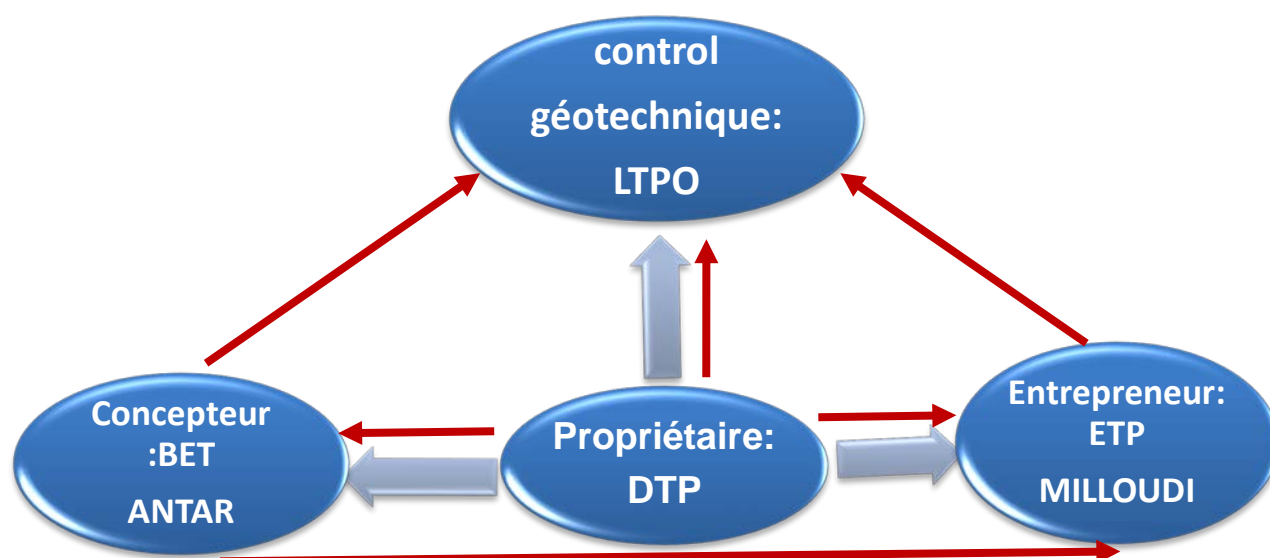 control
géotechnique:
LTPO
Concepteur
:BET
ANTAR
Propriétaire:
DTP
Entrepreneur:
ETP
MILLOUDI